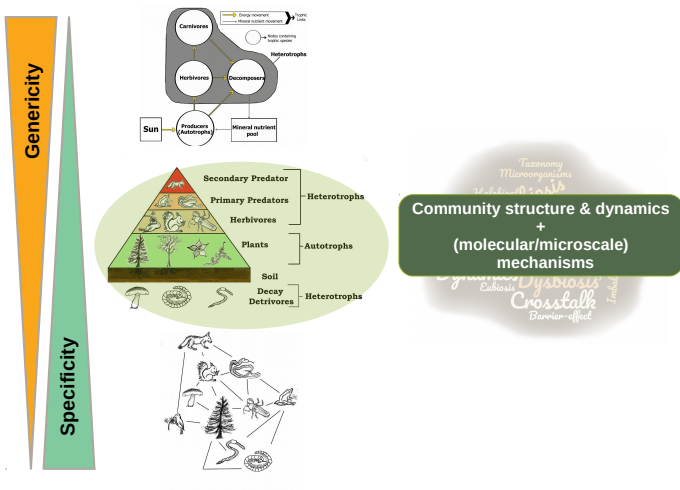 Genericity
Specificity
Carnivores
Herbivores
Decomposers
Heterotrophs
Energy movement
Mineral nutrient movement
Trophic
Links
Nodes containing
trophic species
Sun
Producers
(Autotrophs)
Mineral nutrient
pool
Secondary Predator
Primary Predators
Herbivores
Heterotrophs
Plants
Autotrophs
Soil
Decay
Detrivores
Heterotrophs
Taxonomy
Microorganisms
Community structure & dynamics
+
(molecular/microscale)
mechanisms
Dysbiosis
Eubiosis
Crosstalk
Barrier-effect